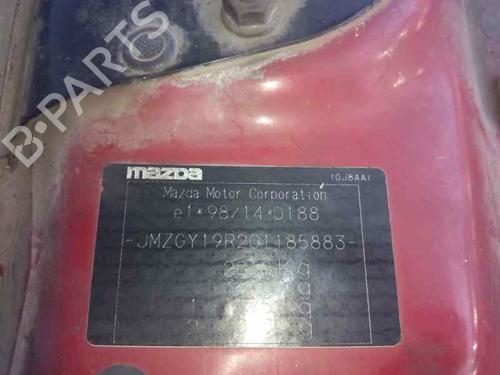 B-PARTS
mazda
(GJ8AA)
Mazda Motor Corporation
e1*98/14*0188
-JMZGY19R201185883-